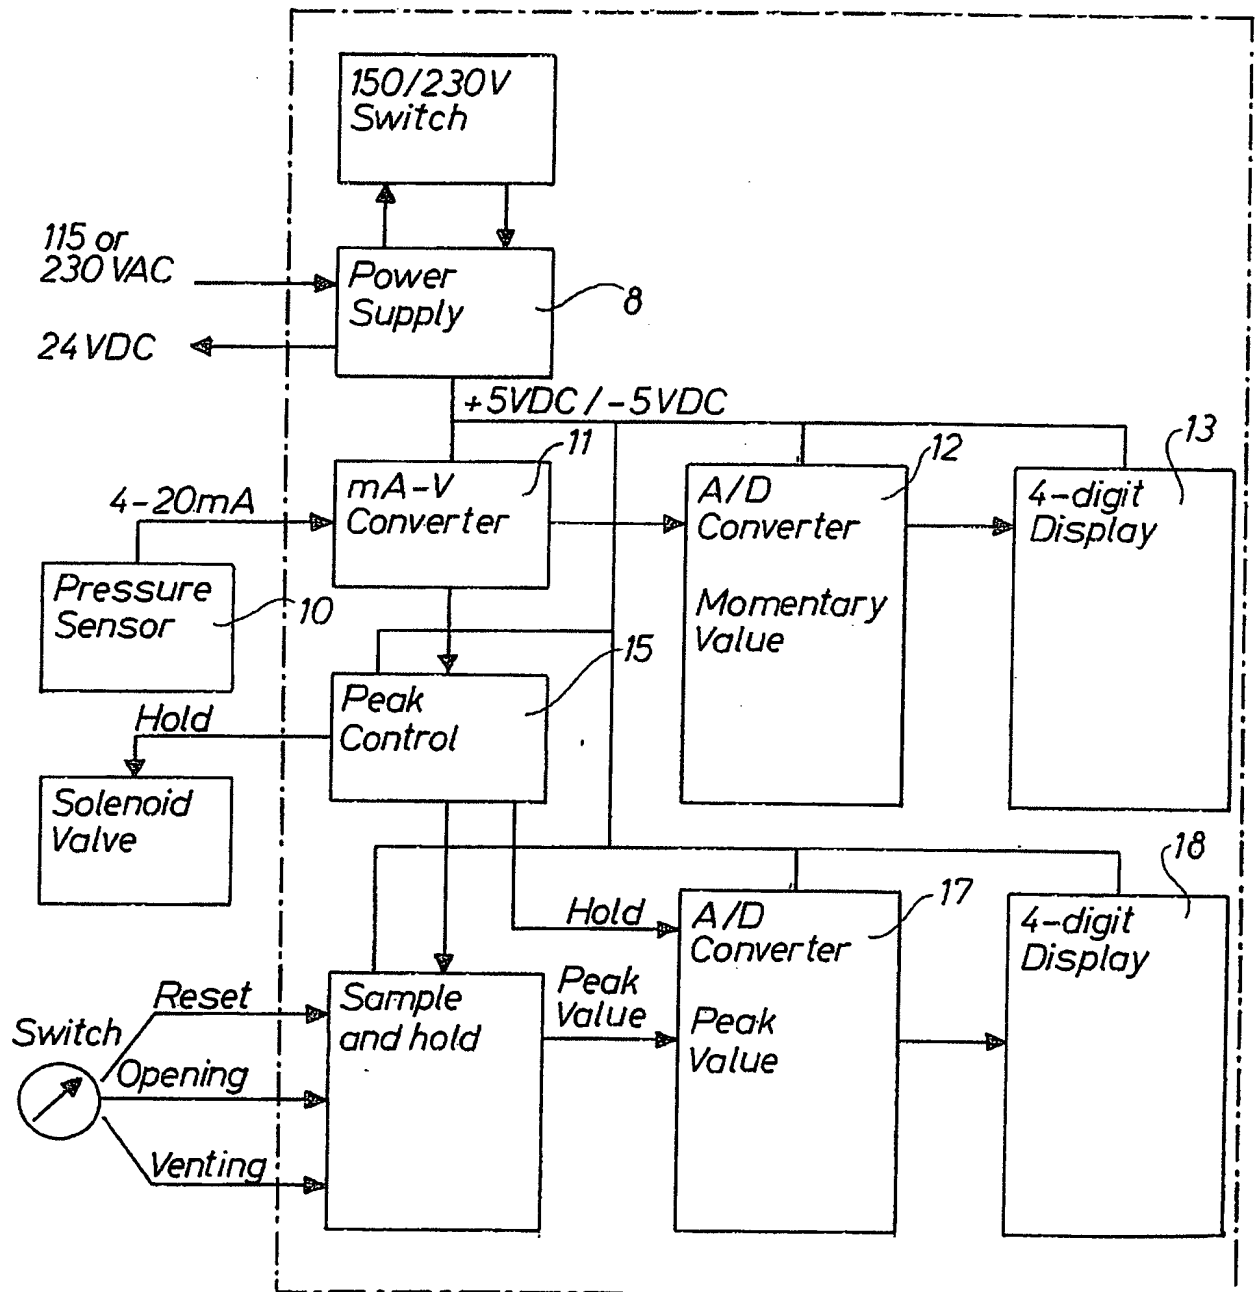 150/230V
Switch
115 or
230 VAC
Power
Supply
8
24 VDC
+5VDC / -5VDC
11
12
13
4-20mA
mA-V
Converter
A/D
Converter
Momentary
Value
4-digit
Display
Pressure
Sensor
10
15
Peak
Control
Hold
Solenoid
Valve
18
17
Hold
A/D
Converter
Peak
Value
4-digit
Display
Reset
Sample
and hold
Peak
Value
Switch
Opening
Venting